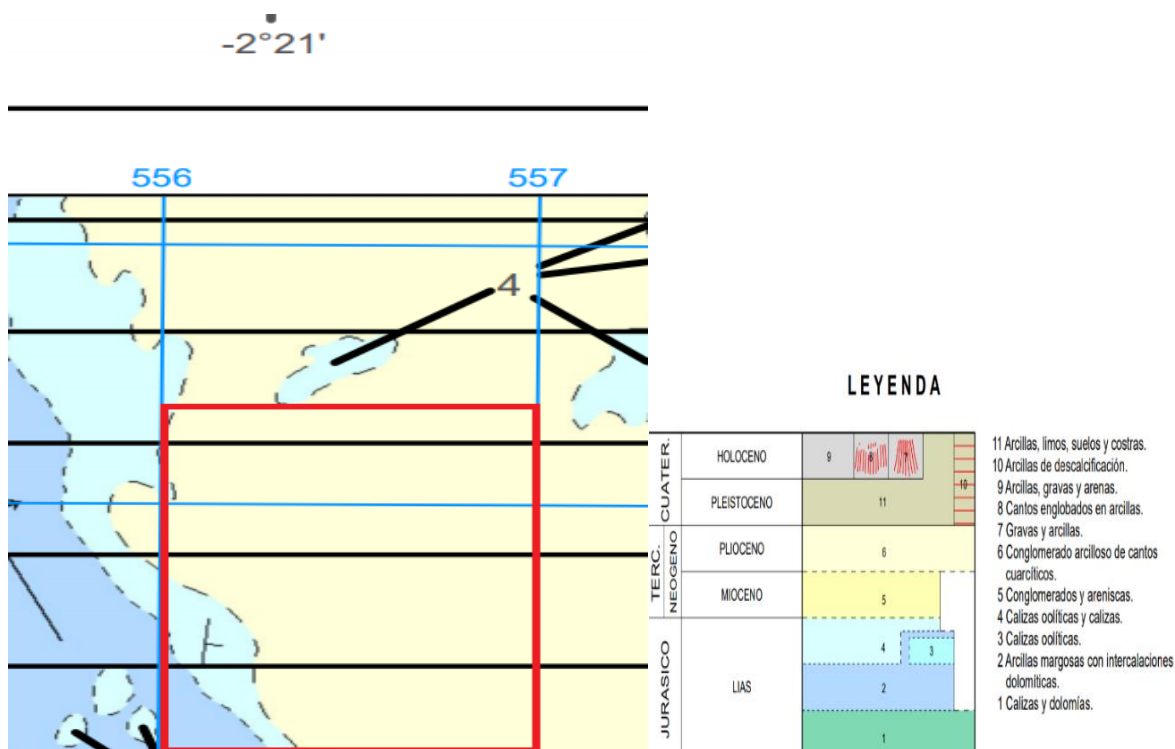 -2°21'
556
557
4
LEYENDA
CUATER.
HOLOCENO
9
8
7
10
PLEISTOCENO
11
TERC.
NEOGENO
PLIOCENO
6
MIOCENO
5
JURASICO
LIAS
4
3
2
1
11 Arcillas, limos, suelos y costras.
10 Arcillas de descalcificación.
9 Arcillas, gravas y arenas.
8 Cantos englobados en arcillas.
7 Gravas y arcillas.
6 Conglomerado arcilloso de cantos
cuarcíticos.
5 Conglomerados y areniscas.
4 Calizas oolíticas y calizas.
3 Calizas oolíticas.
2 Arcillas margosas con intercalaciones
dolomíticas.
1 Calizas y dolomías.